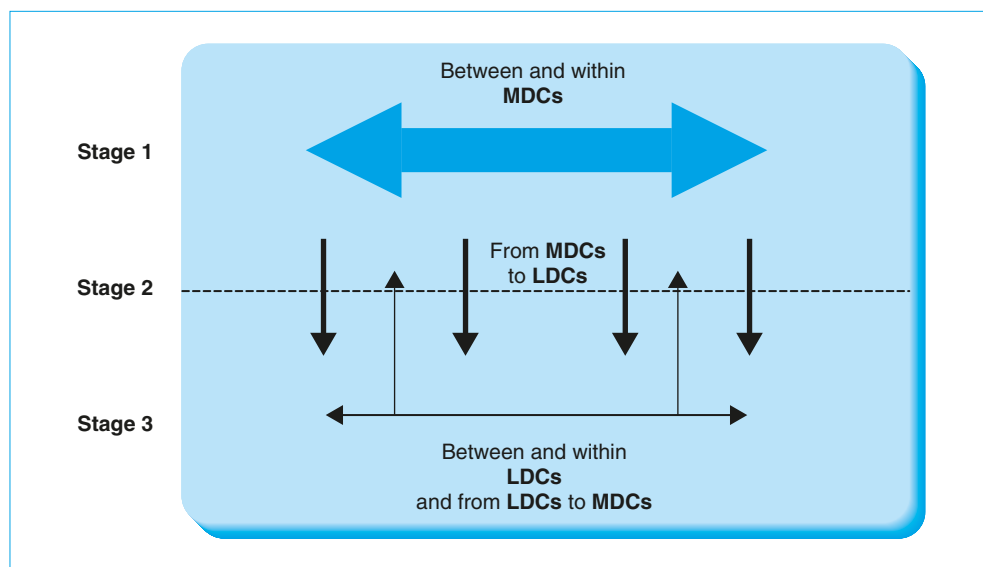 Between and within
MDCs
Stage 1
From MDCs
to LDCs
Stage 2
Stage 3
Between and within
LDCs
and from LDCs to MDCs